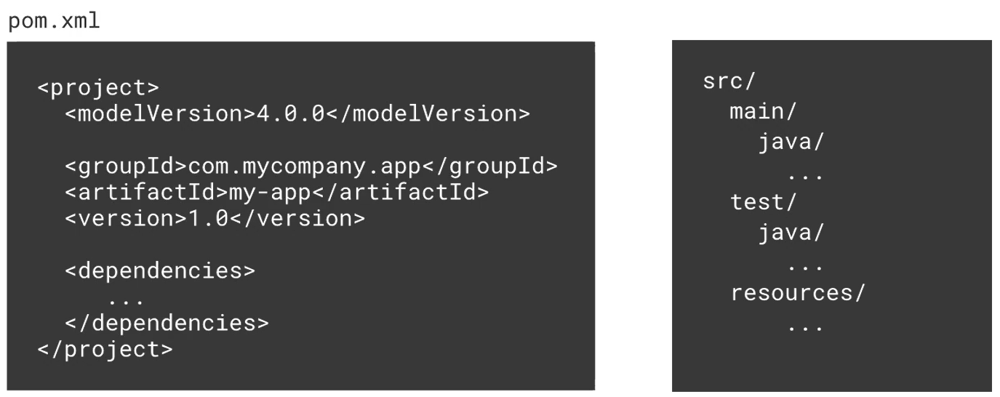 pom.xml
<project>
  <modelVersion>4.0.0</modelVersion>
  <groupId>com.mycompany.app</groupId>
  <artifactId>my-app</artifactId>
  <version>1.0</version>
  <dependencies>
     ...
  </dependencies>
</project>
src/
  main/
    java/
      ...
  test/
    java/
      ...
  resources/
      ...